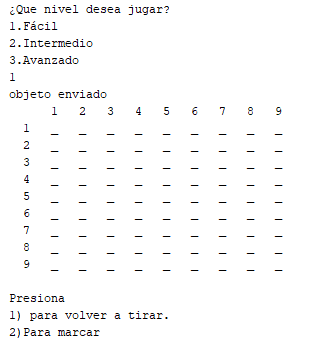 ¿Que nivel desea jugar?
1.Fácil
2.Intermedio
3.Avanzado
1
objeto enviado
1 2 3 4 5 6 7 8 9
1 _ _ _ _ _ _ _ _ _
2 _ _ _ _ _ _ _ _ _
3 _ _ _ _ _ _ _ _ _
4 _ _ _ _ _ _ _ _ _
5 _ _ _ _ _ _ _ _ _
6 _ _ _ _ _ _ _ _ _
7 _ _ _ _ _ _ _ _ _
8 _ _ _ _ _ _ _ _ _
9 _ _ _ _ _ _ _ _ _
Presiona
1) para volver a tirar.
2)Para marcar